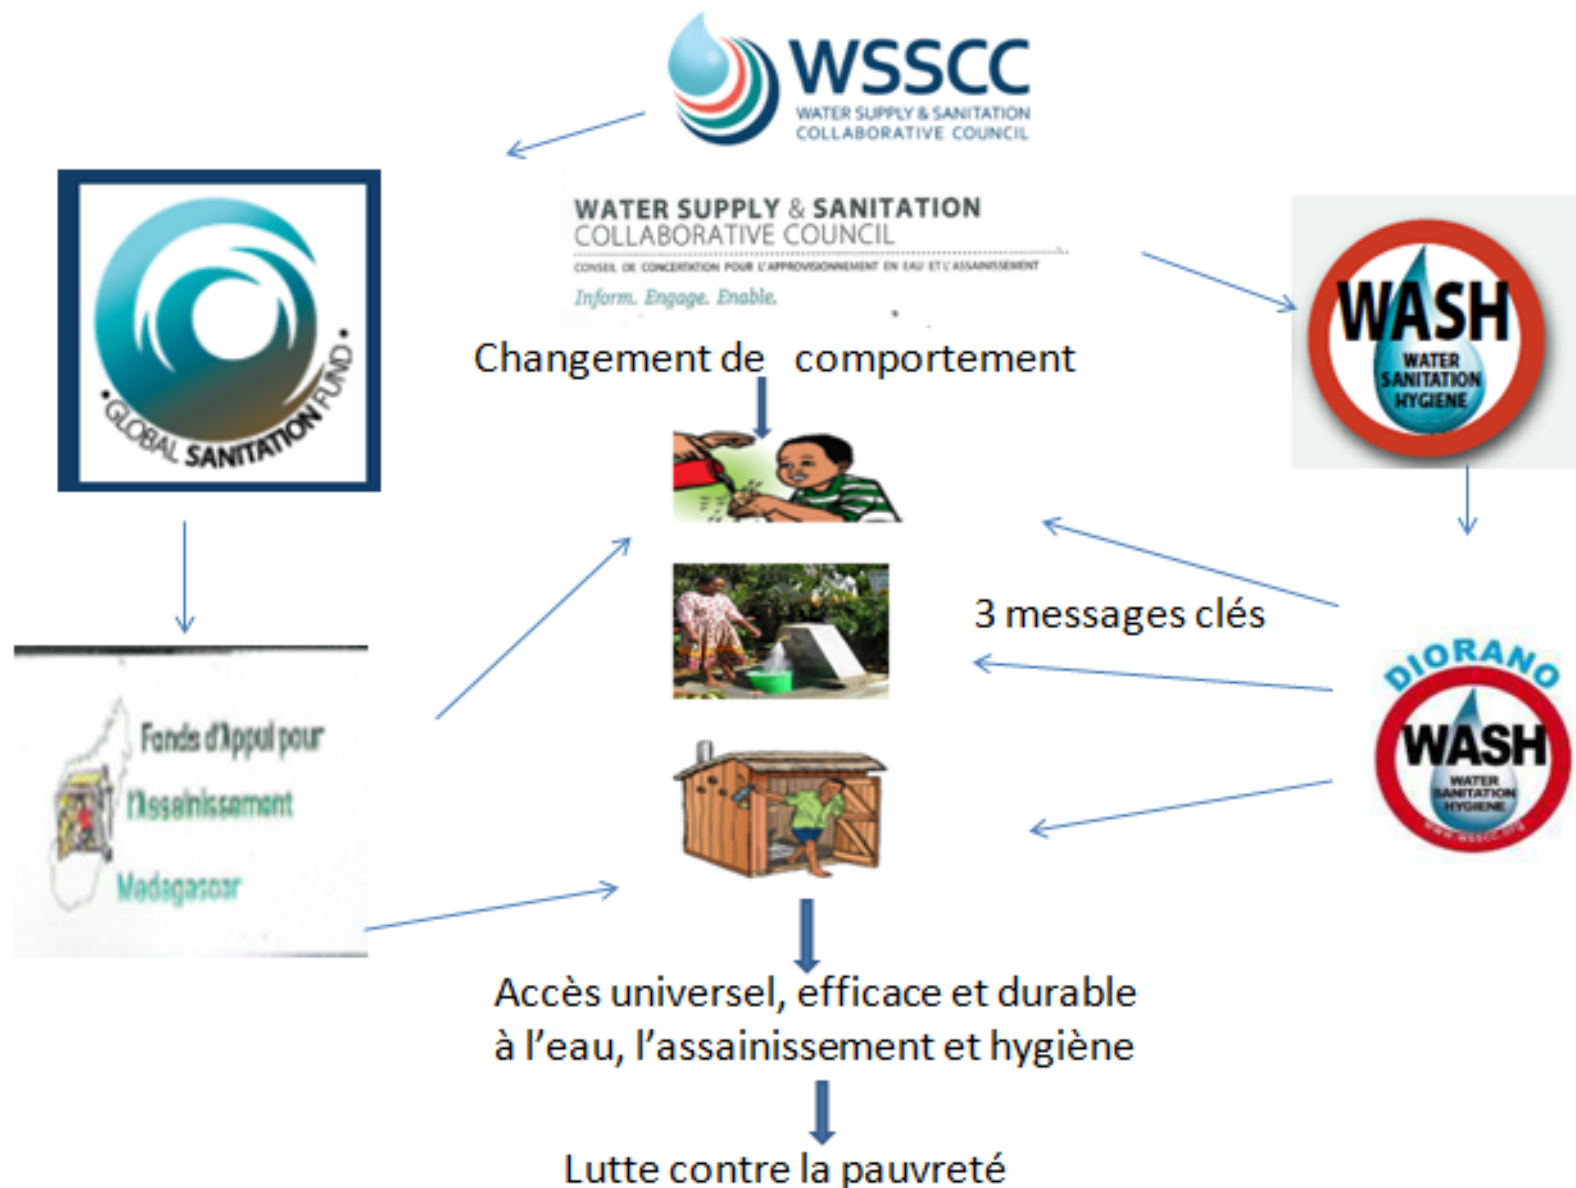 WSSCC
WATER SUPPLY & SANITATION
COLLABORATIVE COUNCIL
WATER SUPPLY & SANITATION
COLLABORATIVE COUNCIL
CONSEIL DE CONCERTATION POUR L'APPROVISIONNEMENT EN EAU ET L'ASSAINISSEMENT
Inform. Engage. Enable.
• GLOBAL SANITATION FUND •
WASH
WATER
SANITATION
HYGIENE
Changement de comportement
3 messages clés
Fonds d'Appui pour
l'Assainissement
Madagascar
DIORANO
WASH
WATER
SANITATION
HYGIENE
www.wsscc.org
Accès universel, efficace et durable
à l'eau, l'assainissement et hygiène
Lutte contre la pauvreté